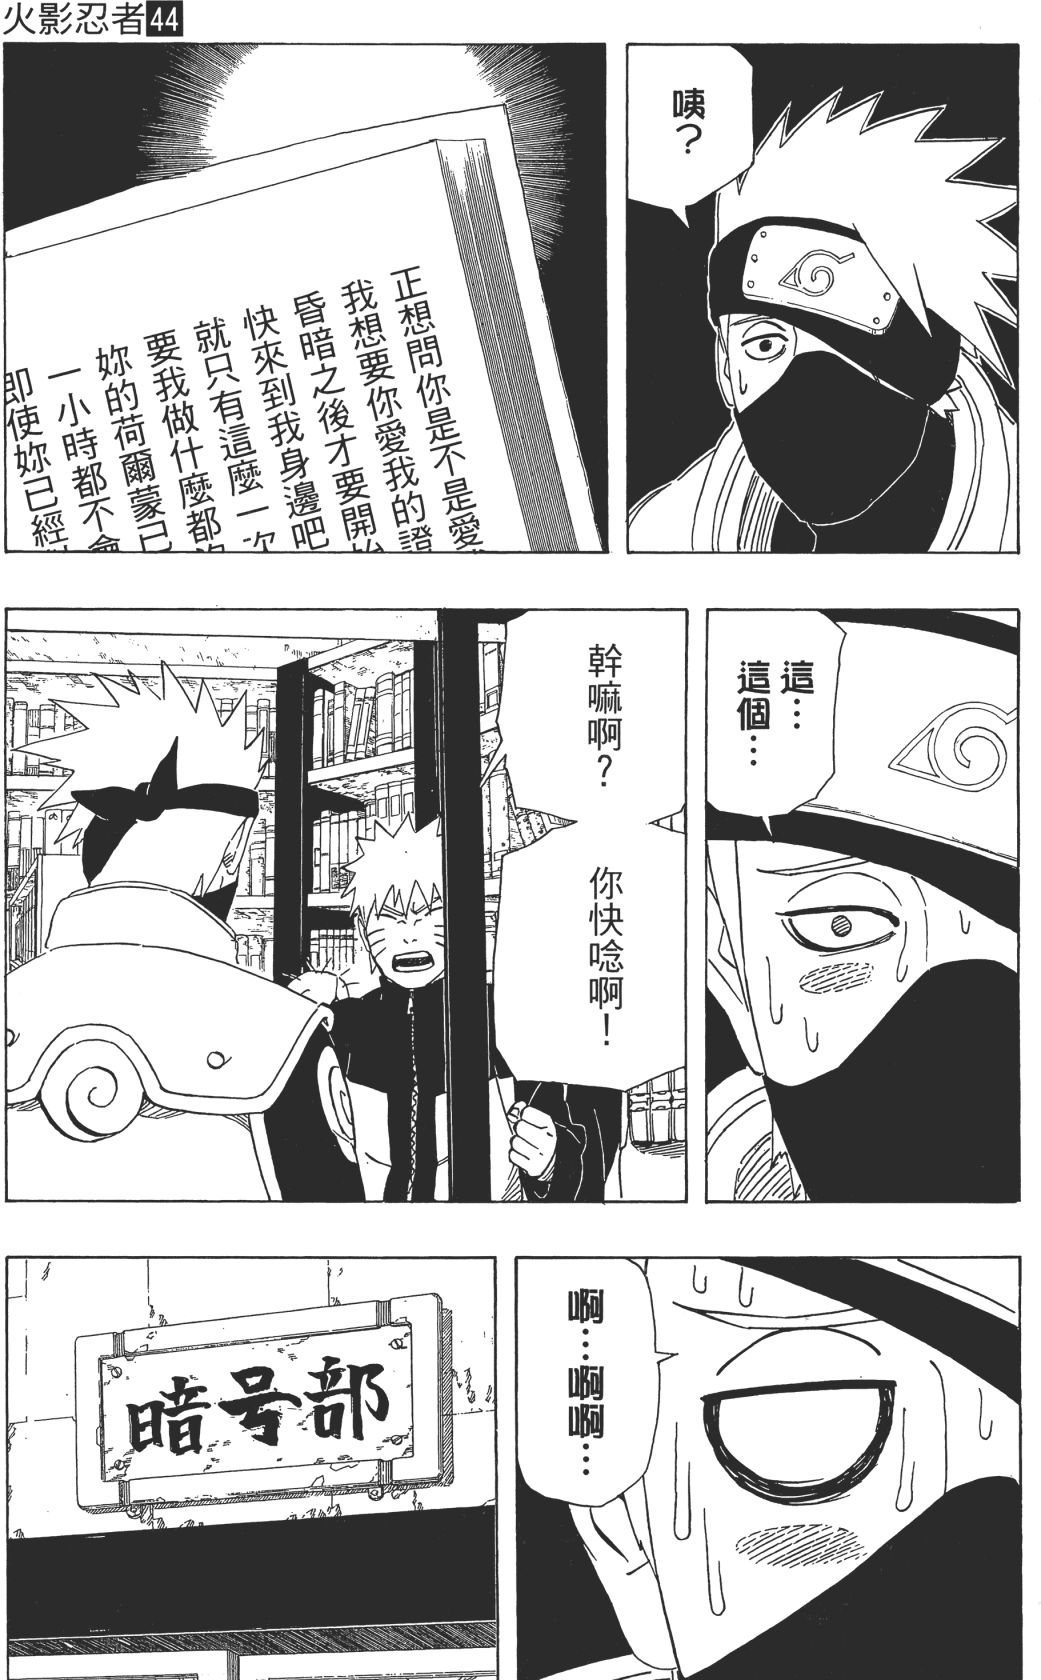 火影忍者44
咦？
正想問你是不是愛
我想要你愛我的證
昏暗之後才要開始
快來到我身邊吧
就只有這麼一次
要我做什麼都
妳的荷爾蒙已
一小時都不會
即使妳已經
這…
這個…
幹嘛啊？
你快唸啊！
啊…啊啊…
暗号部